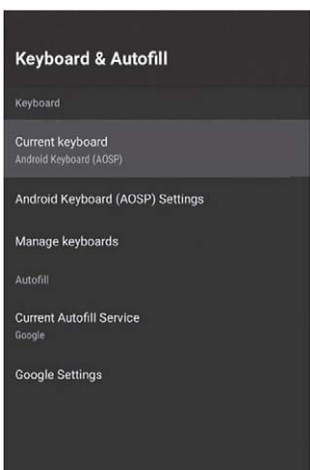 Keyboard & Autofill
Keyboard
Current keyboard
Android Keyboard (AOSP)
Android Keyboard (AOSP) Settings
Manage keyboards
Autofill
Current Autofill Service
Google
Google Settings